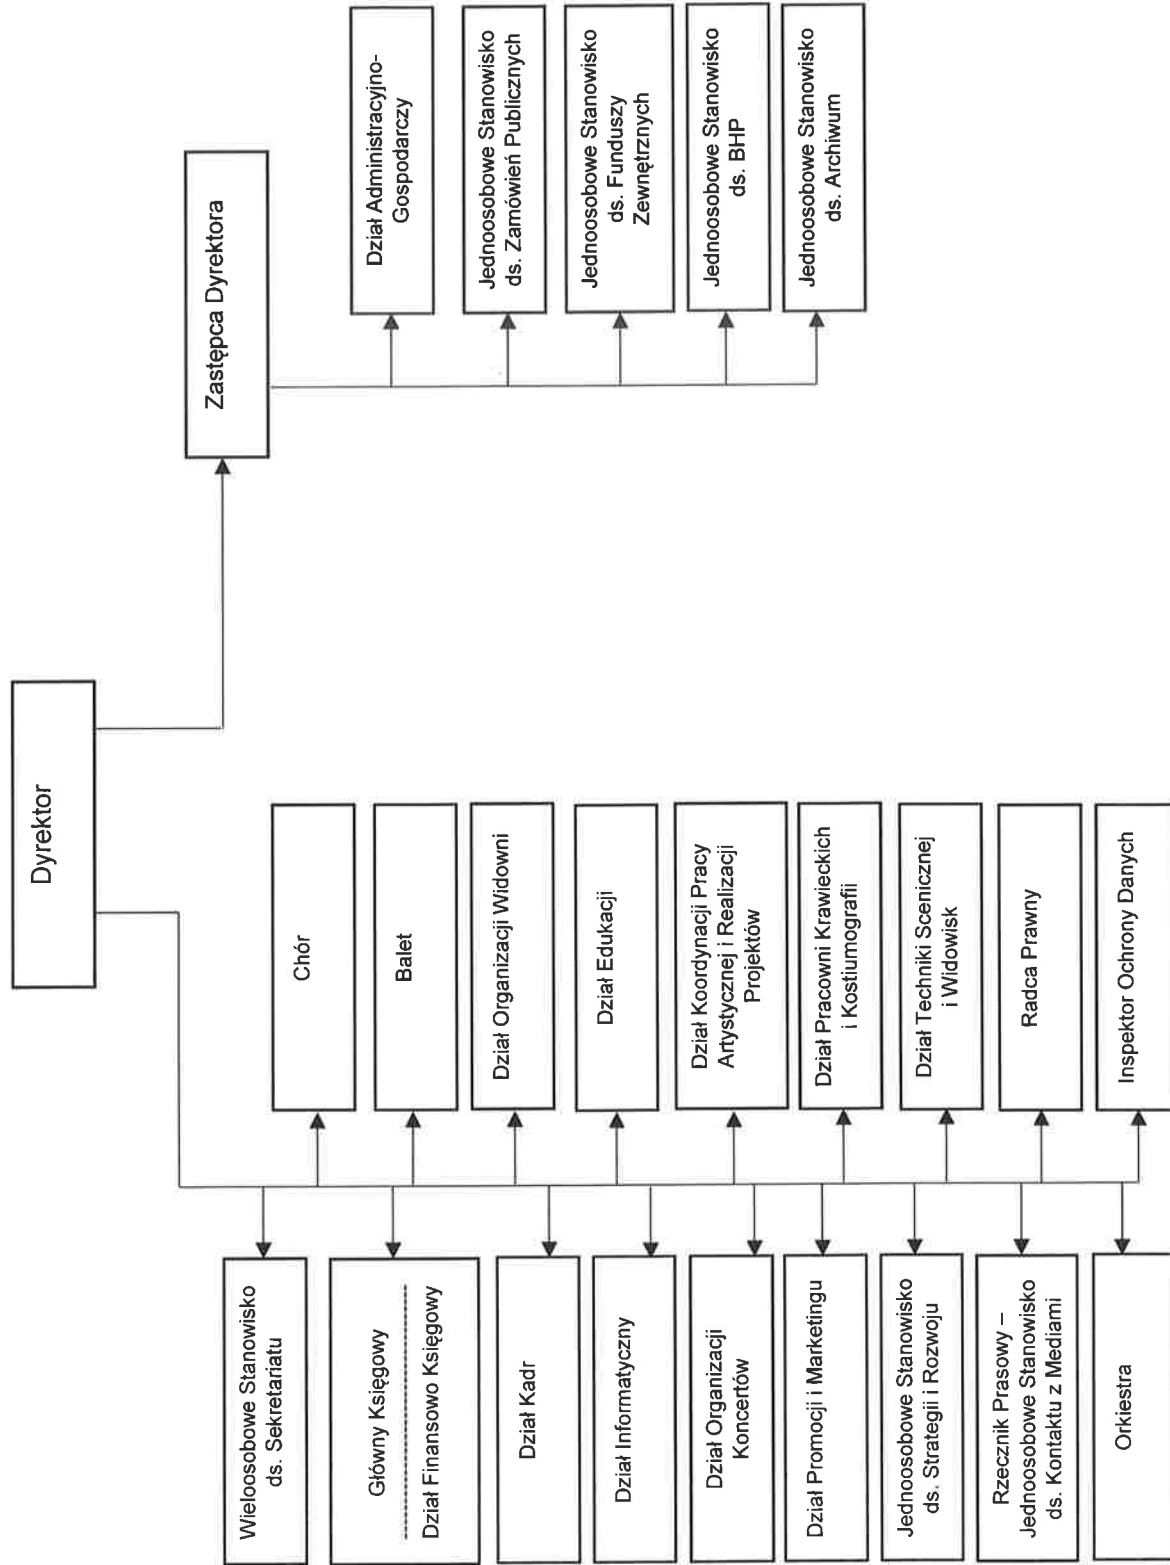 Dyrektor
Zastępca Dyrektora
Wieloosobowe Stanowisko
ds. Sekretariatu
Główny Księgowy
Dział Finansowo Księgowy
Dział Kadr
Dział Informatyczny
Dział Organizacji
Koncertów
Dział Promocji i Marketingu
Jednoosobowe Stanowisko
ds. Strategii i Rozwoju
Rzecznik Prasowy –
Jednoosobowe Stanowisko
ds. Kontaktu z Mediami
Orkiestra
Chór
Balet
Dział Organizacji Widowni
Dział Edukacji
Dział Koordynacji Pracy
Artystycznej i Realizacji
Projektów
Dział Pracowni Krawieckich
i Kostiumografii
Dział Techniki Scenicznej
i Widowisk
Radca Prawny
Inspektor Ochrony Danych
Dział Administracyjno-
Gospodarczy
Jednoosobowe Stanowisko
ds. Zamówień Publicznych
Jednoosobowe Stanowisko
ds. Funduszy
Zewnętrznych
Jednoosobowe Stanowisko
ds. BHP
Jednoosobowe Stanowisko
ds. Archiwum